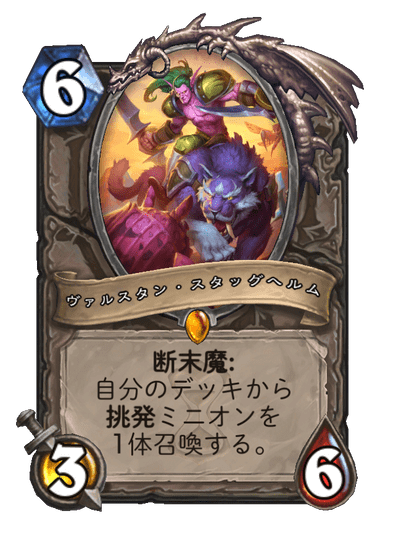 6
ヴァルスタン・スタッグヘルム
断末魔:
自分のデッキから
挑発ミニオンを
1体召喚する。
3
6